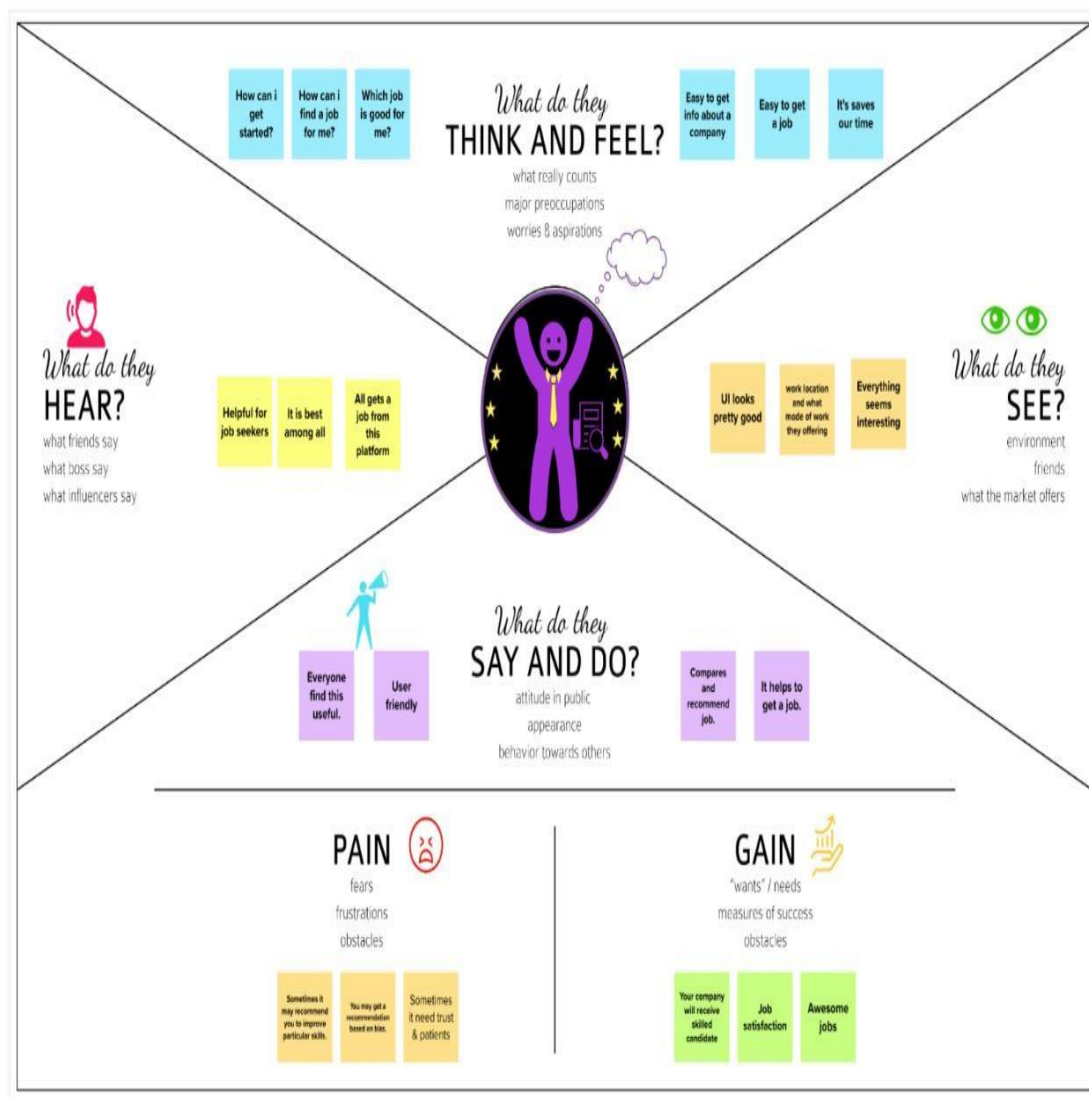 How can i
get
started?
How can i
find a job
for me?
Which job
is good for
me?
What do they
THINK AND FEEL?
what really counts
major preoccupations
worries & aspirations
Easy to get
info about a
company
Easy to get
a job
It's saves
our time
What do they
HEAR?
what friends say
what boss say
what influencers say
Helpful for
job seekers
It is best
among all
All gets a
job from
this
platform
UI looks
pretty good
work location
and what
mode of work
they offering
Everything
seems
interesting
What do they
SEE?
environment
friends
what the market offers
Everyone
find this
useful.
User
friendly
What do they
SAY AND DO?
attitude in public
appearance
behavior towards others
Compares
and
recommend
job.
It helps to
get a job.
PAIN
fears
frustrations
obstacles
Sometimes it
may recommend
you to improve
particular skills.
You may get a
recommendation
based on bias.
Sometimes
it need trust
& patients
GAIN
"wants" / needs
measures of success
obstacles
Your company
will receive
skilled
candidate
Job
satisfaction
Awesome
jobs